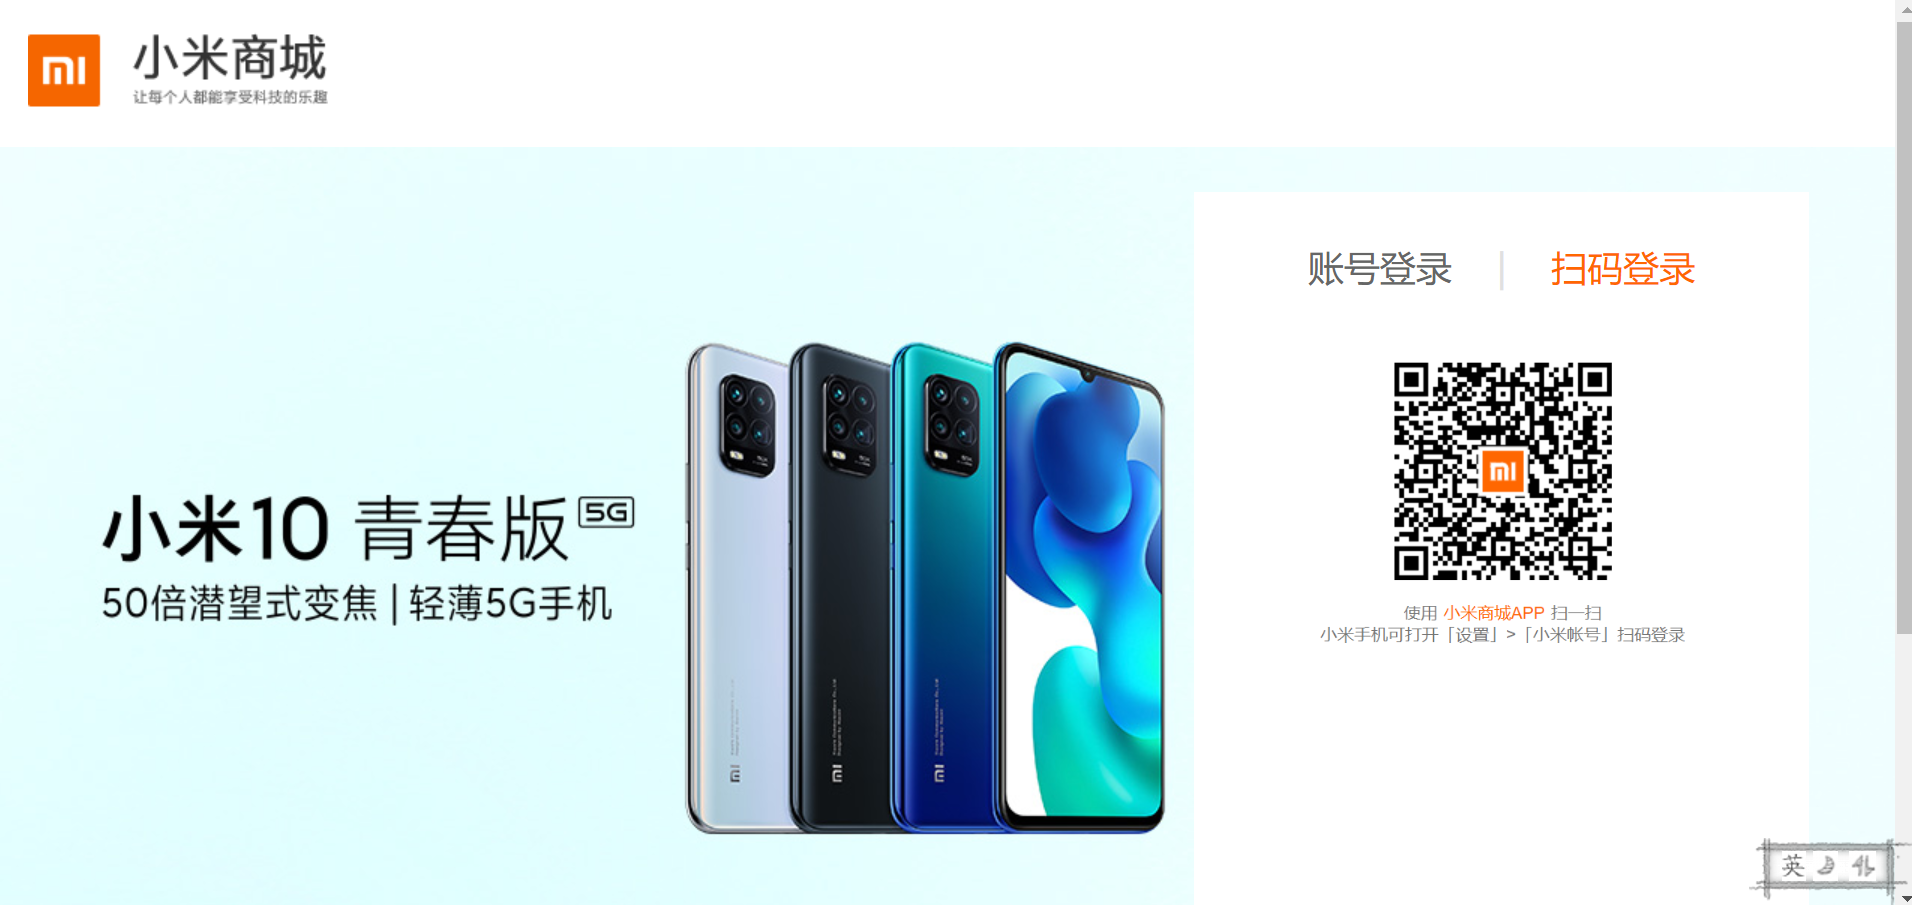 mi
小米商城
让每个人都能享受科技的乐趣
账号登录 | 扫码登录
小米10 青春版 5G
50倍潜望式变焦 | 轻薄5G手机
mi
使用 小米商城APP 扫一扫
小米手机可打开「设置」>「小米帐号」扫码登录
英